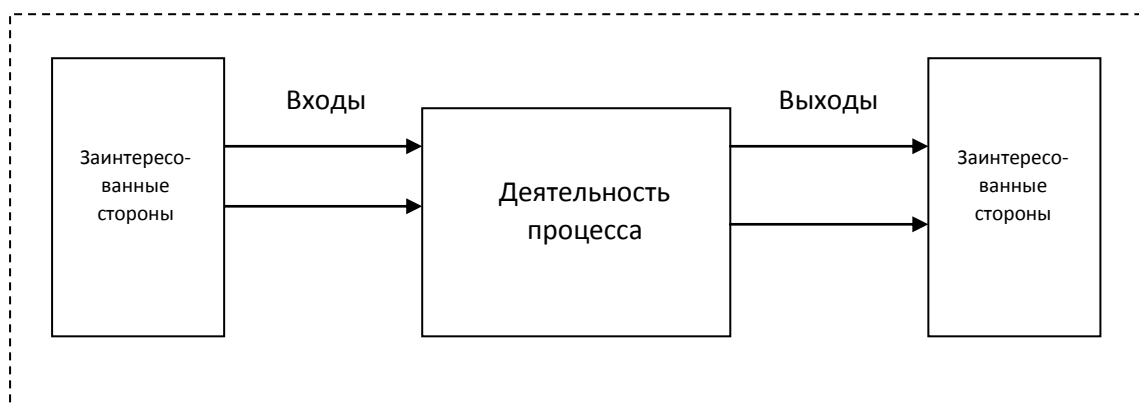 Входы
Выходы
Заинтересо-
ванные
стороны
Деятельность
процесса
Заинтересо-
ванные
стороны